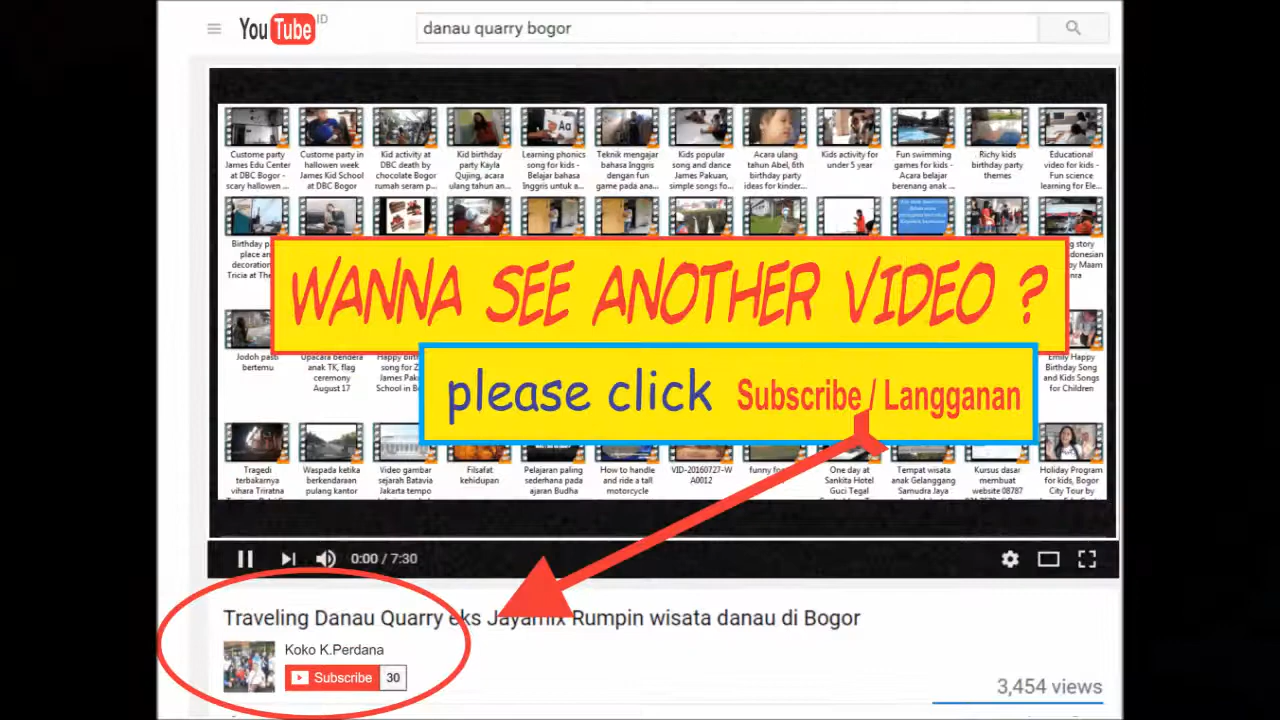 YouTube ID
danau quarry bogor
Custome party James Edu Center - scary hallowen ...
Custome party in hallowen week James Kid School at DBC Bogor
Kid activity at DBC death by chocolate Bogor rumah seram p...
Kid birthday party Kayla Qujing, acara ulang tahun an...
Learning phonics song for kids - Belajar bahasa Inggris untuk a...
Teknik mengajar bahasa Inggris dengan fun game pada ana...
Kids popular song and dance James Pakuan, simple songs fo...
Acara ulang tahun Abel, 6th birthday party ideas for kinder...
Kids activity for under 5 year
Fun swimming games for kids - Acara belajar berenang anak ...
Richy kids birthday party themes
Educational video for kids - Fun science learning for Ele...
Aa
WANNA SEE ANOTHER VIDEO ?
please click Subscribe / Langganan
Jodoh pasti bertemu
Upacara bendera anak TK, flag ceremony August 17
Emily Happy Birthday Song and Kids Songs for Children
Tragedi terbakarnya vihara Triratna
Waspada ketika berkendaraan pulang kantor
Video gambar sejarah Batavia Jakarta tempo
Filsafat kehidupan
Pelajaran paling sederhana pada ajaran Budha
How to handle and ride a tall motorcycle
VID-20160727-WA0012
funny
One day at Sankita Hotel Guci Tegal
Tempat wisata anak Gelanggang Samudra Jaya
Kursus dasar membuat website 08787
Holiday Program for kids, Bogor City Tour by
0:00 / 7:30
Traveling Danau Quarry eks Jayamix Rumpin wisata danau di Bogor
Koko K.Perdana
Subscribe 30
3,454 views